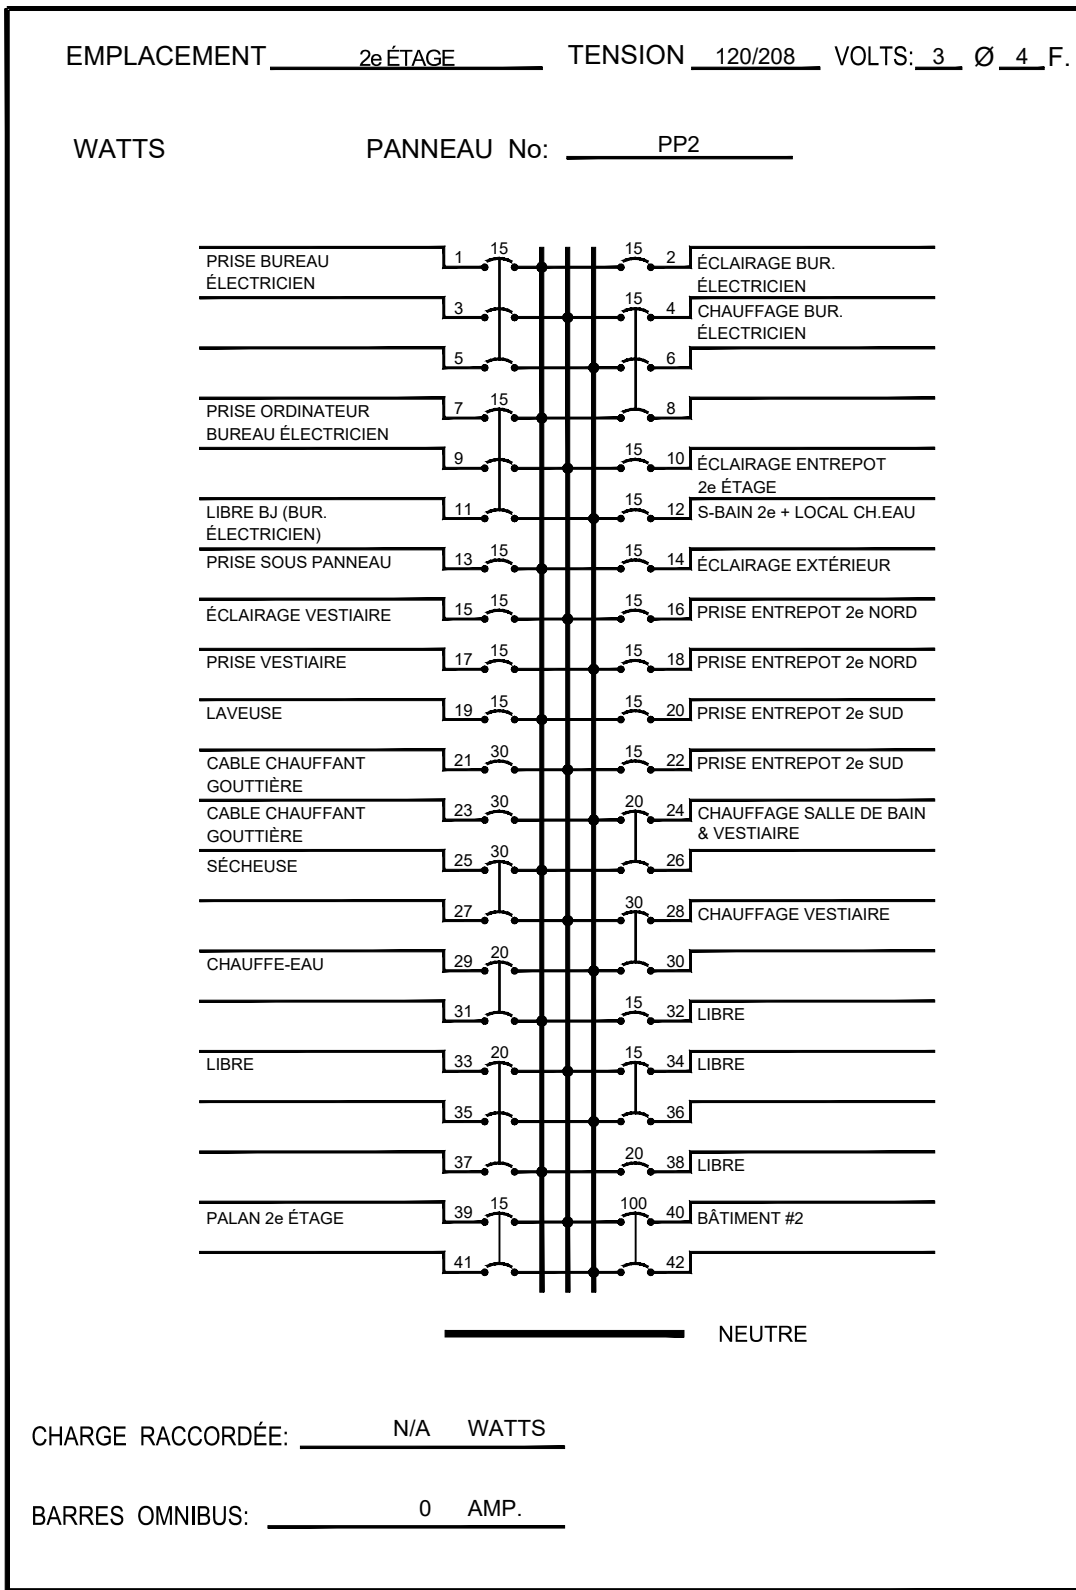 EMPLACEMENT 2e ÉTAGE TENSION 120/208 VOLTS: 3 Ø 4 F.
WATTS PANNEAU No: PP2
PRISE BUREAU 1 15 15 2 ÉCLAIRAGE BUR.
ÉLECTRICIEN ÉLECTRICIEN
3 15 4 CHAUFFAGE BUR.
ÉLECTRICIEN
5 6
PRISE ORDINATEUR 7 15 8
BUREAU ÉLECTRICIEN
9 15 10 ÉCLAIRAGE ENTREPOT
2e ÉTAGE
LIBRE BJ (BUR. 11 15 12 S-BAIN 2e + LOCAL CH.EAU
ÉLECTRICIEN)
PRISE SOUS PANNEAU 13 15 15 14 ÉCLAIRAGE EXTÉRIEUR
ÉCLAIRAGE VESTIAIRE 15 15 15 16 PRISE ENTREPOT 2e NORD
PRISE VESTIAIRE 17 15 15 18 PRISE ENTREPOT 2e NORD
LAVEUSE 19 15 15 20 PRISE ENTREPOT 2e SUD
CABLE CHAUFFANT 21 30 15 22 PRISE ENTREPOT 2e SUD
GOUTTIÈRE
CABLE CHAUFFANT 23 30 20 24 CHAUFFAGE SALLE DE BAIN
GOUTTIÈRE & VESTIAIRE
SÉCHEUSE 25 30 26
27 30 28 CHAUFFAGE VESTIAIRE
CHAUFFE-EAU 29 20 30
31 15 32 LIBRE
LIBRE 33 20 15 34 LIBRE
35 36
37 20 38 LIBRE
PALAN 2e ÉTAGE 39 15 100 40 BÂTIMENT #2
41 42
NEUTRE
CHARGE RACCORDÉE: N/A WATTS
BARRES OMNIBUS: 0 AMP.